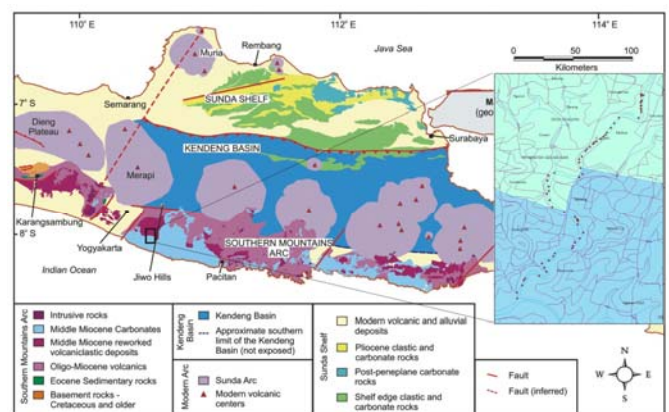 110° E
112° E
114° E
Muria
Rembang
Java Sea
0
50
100
Kilometers
7° S
Semarang
SUNDA SHELF
M
(geo
Dieng
Plateau
Surabaya
KENDENG BASIN
Merapi
Karangsambung
8° S
Yogyakarta
SOUTHERN MOUNTAINS
ARC
Indian Ocean
Jiwo Hills
Pacitan
Southern Mountains Arc
Intrusive rocks
Middle Miocene Carbonates
Middle Miocene reworked
volcaniclastic deposits
Oligo-Miocene volcanics
Eocene Sedimentary rocks
Basement rocks -
Cretaceous and older
Kendeng
Basin
Kendeng Basin
Approximate southern
limit of the Kendeng
Basin (not exposed)
Modern Arc
Sunda Arc
Modern volcanic
centers
Sunda Shelf
Modern volcanic and alluvial
deposits
Pliocene clastic and
carbonate rocks
Post-peneplane carbonate
rocks
Shelf edge clastic and
carbonate rocks
Fault
Fault (inferred)
N
W
E
S